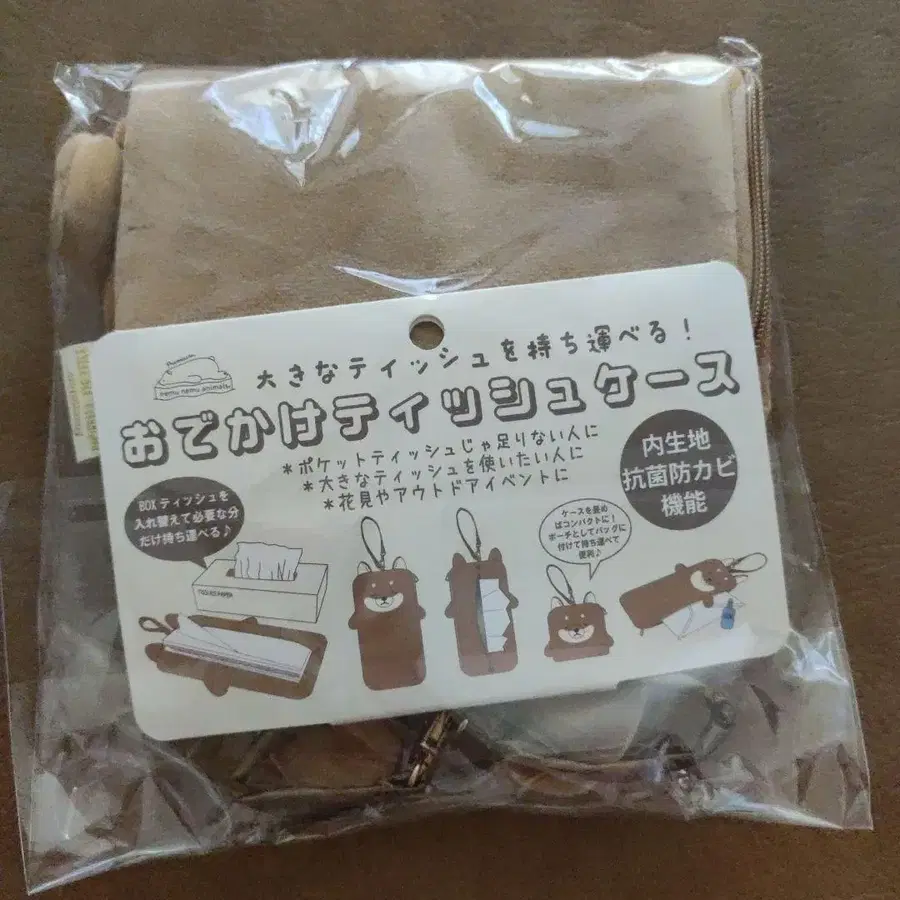 Premium
nemu nemu animals
大きなティッシュを持ち運べる!
おでかけティッシュケース
*ポケットティッシュじゃ足りない人に
*大きなティッシュを使いたい人に
*花見やアウトドアイベントに
内生地
抗菌防カビ
機能
BOXティッシュを
入れ替えて必要な分
だけ持ち運べる♪
ケースを畳め
ばコンパクトに!
ポーチとしてバッグに
付けて持ち運べて
便利♪